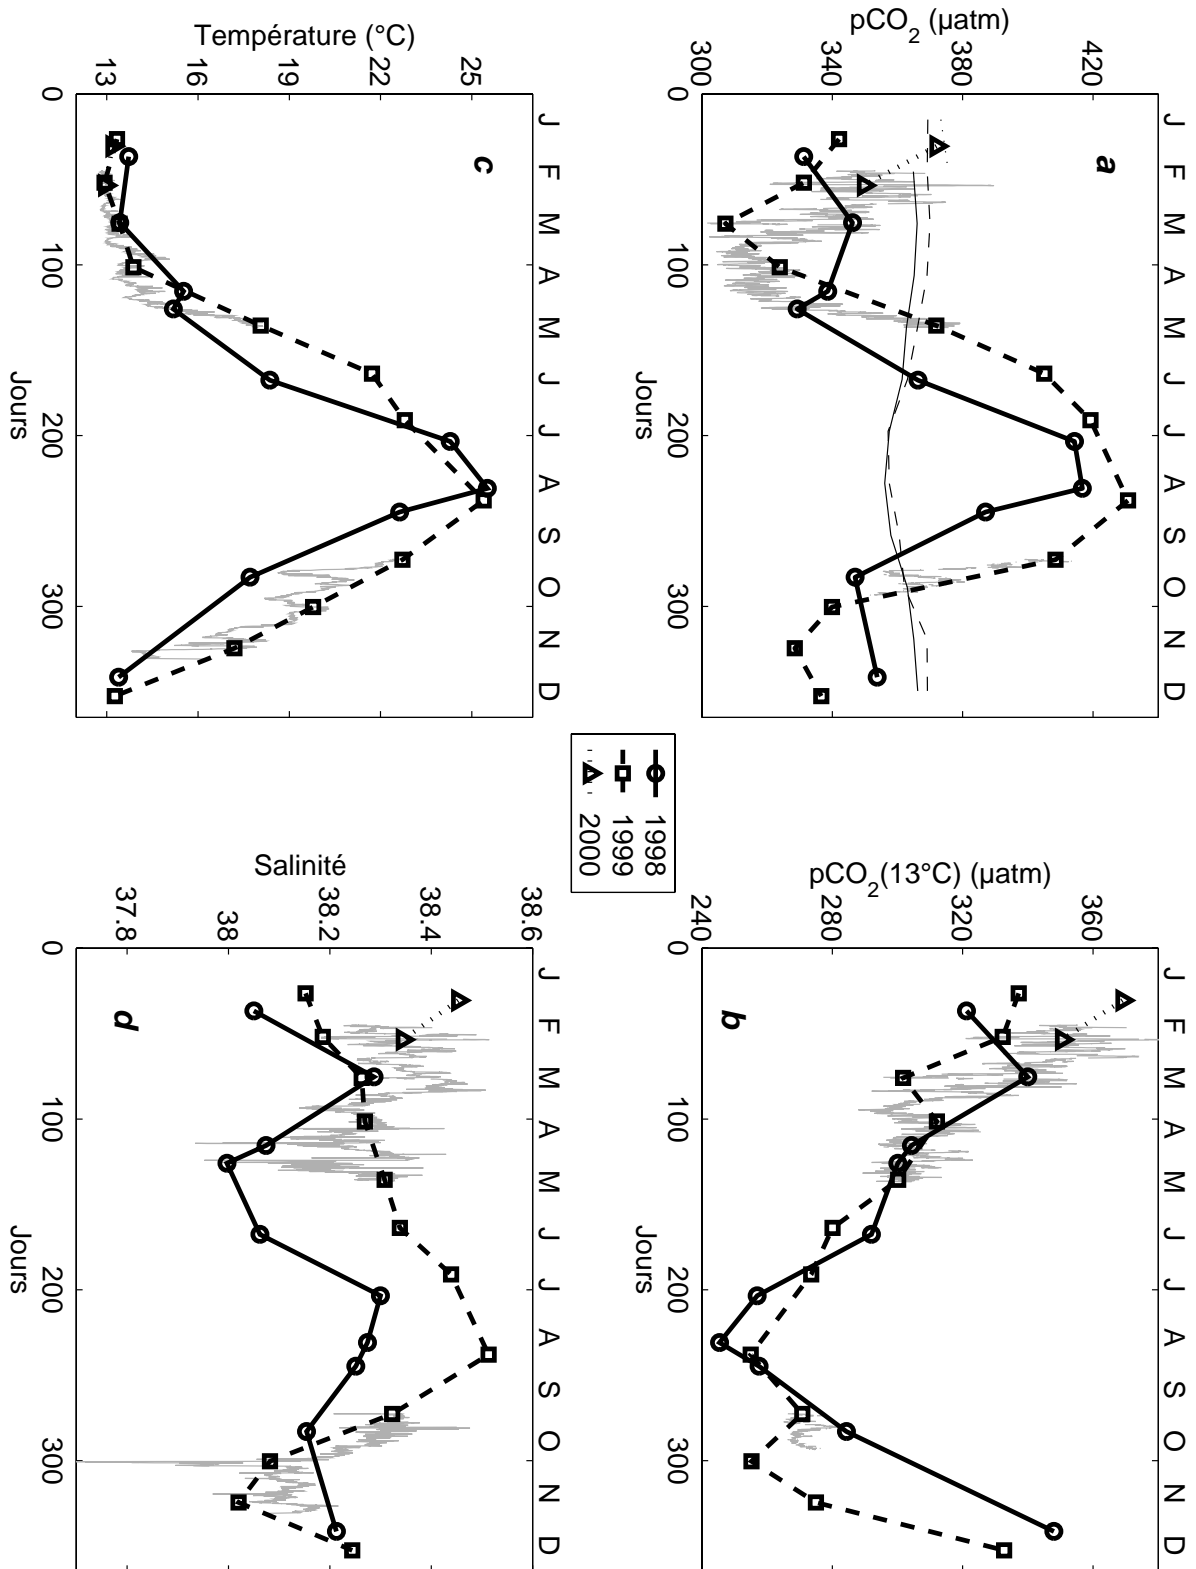 J F M A M J J A S O N D
a
pCO2 (µatm)
420
380
340
300
0 100 200 300
Jours
J F M A M J J A S O N D
b
pCO2(13°C) (µatm)
360
320
280
240
0 100 200 300
Jours
1998
1999
2000
J F M A M J J A S O N D
c
Température (°C)
25
22
19
16
13
0 100 200 300
Jours
J F M A M J J A S O N D
d
Salinité
38.6
38.4
38.2
38
37.8
0 100 200 300
Jours